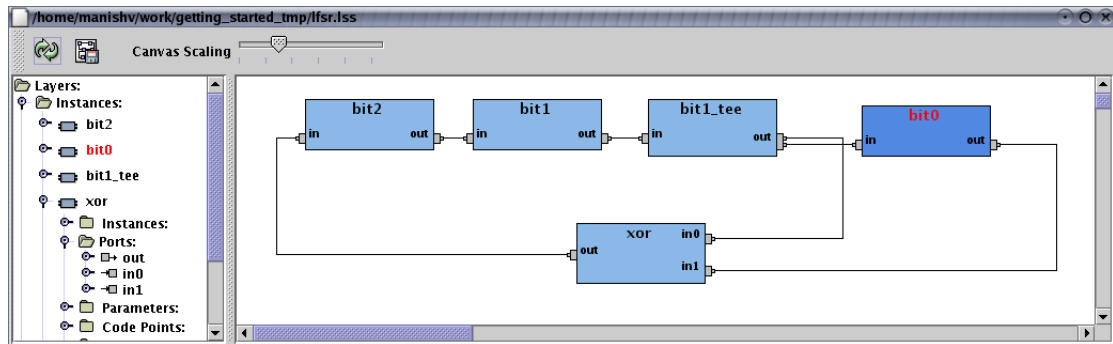 /home/manishv/work/getting_started_tmp/lfsr.lss
Canvas Scaling
Layers:
Instances:
bit2
bit0
bit1_tee
xor
Instances:
Ports:
out
in0
in1
Parameters:
Code Points:
bit2
in out
bit1
in out
bit1_tee
in out
bit0
in out
xor
out in0
in1